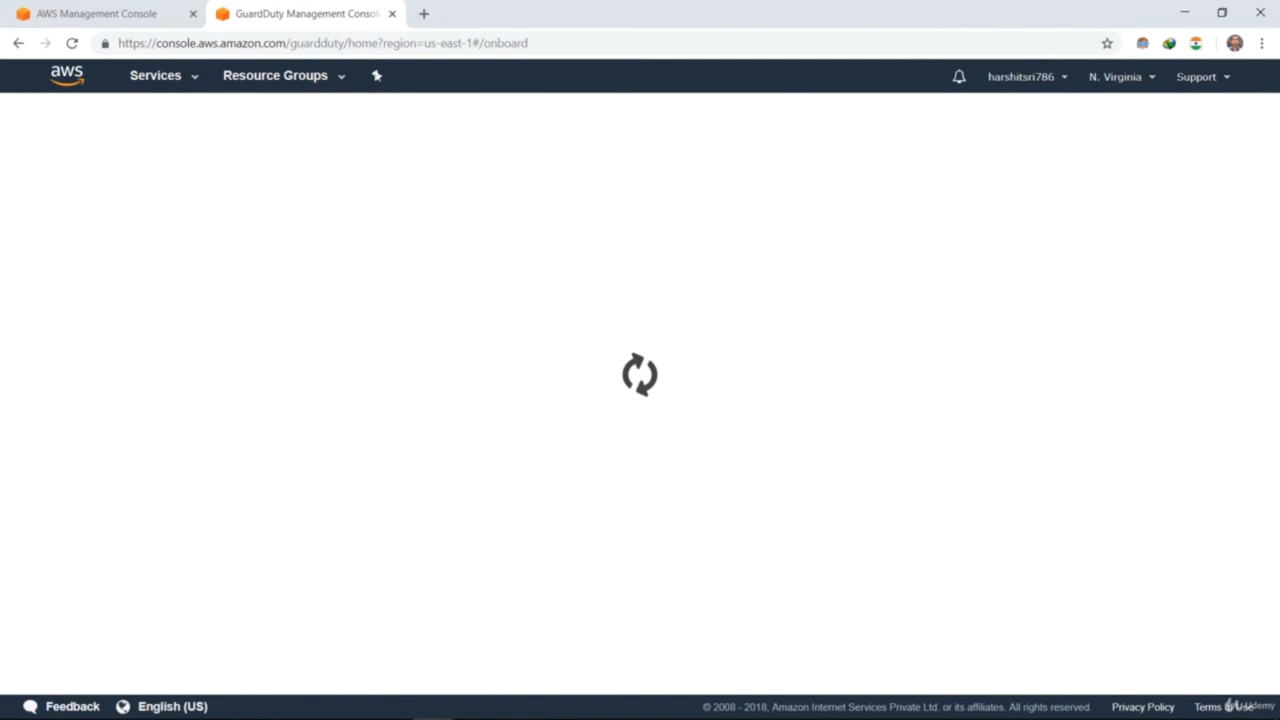 AWS Management Console
GuardDuty Management Consol
https://console.aws.amazon.com/guardduty/home?region=us-east-1#/onboard
aws
Services
Resource Groups
harshitsri786
N. Virginia
Support
Feedback
English (US)
© 2008 - 2018, Amazon Internet Services Private Ltd. or its affiliates. All rights reserved.
Privacy Policy
Terms of Use
Udemy